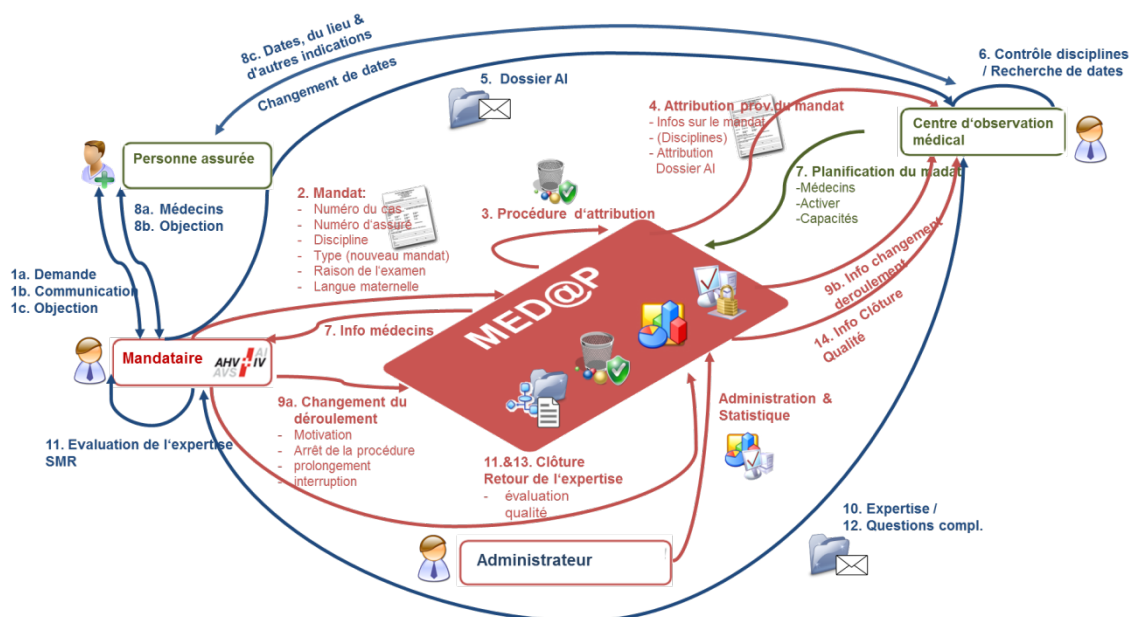 8c. Dates, du lieu &
d'autres indications
Changement de dates
5. Dossier AI
6. Contrôle disciplines
/ Recherche de dates
4. Attribution prov.du mandat
- Infos sur le mandat
- (Disciplines)
- Attribution
Dossier AI
Centre d'observation
médical
Personne assurée
7. Planification du madat
-Médecins
-Activer
-Capacités
2. Mandat:
- Numéro du cas
- Numéro d'assuré
- Discipline
- Type (nouveau mandat)
- Raison de l'examen
- Langue maternelle
3. Procédure d'attribution
8a. Médecins
8b. Objection
1a. Demande
1b. Communication
1c. Objection
MED@P
9b. Info changement
deroulement
14. Info Clôture
Qualité
7. Info médecins
Mandataire
AHV
AVS
AI
IV
9a. Changement du
déroulement
- Motivation
- Arrêt de la procédure
- prolongement
- interruption
Administration &
Statistique
11. Evaluation de l'expertise
SMR
11.&13. Clôture
Retour de l'expertise
- évaluation
qualité
10. Expertise /
12. Questions compl.
Administrateur